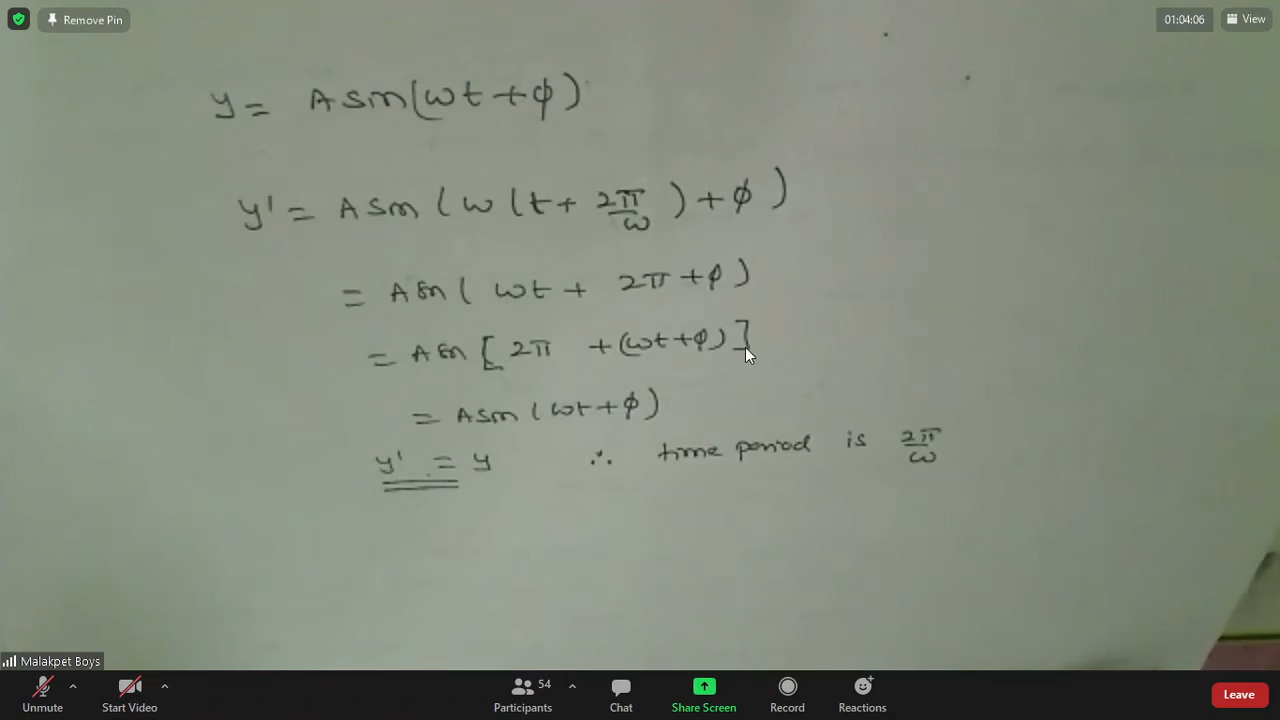 Remove Pin
01:04:06
View
y = A sin(ωt + ϕ)
y' = A sin(ω(t + 2π/ω) + ϕ)
= A sin(ωt + 2π + ϕ)
= A sin[2π + (ωt + ϕ)]
= A sin(ωt + ϕ)
y' = y ∴ time period is 2π/ω
Malakpet Boys
Unmute
Start Video
Participants
54
Chat
Share Screen
Record
Reactions
Leave